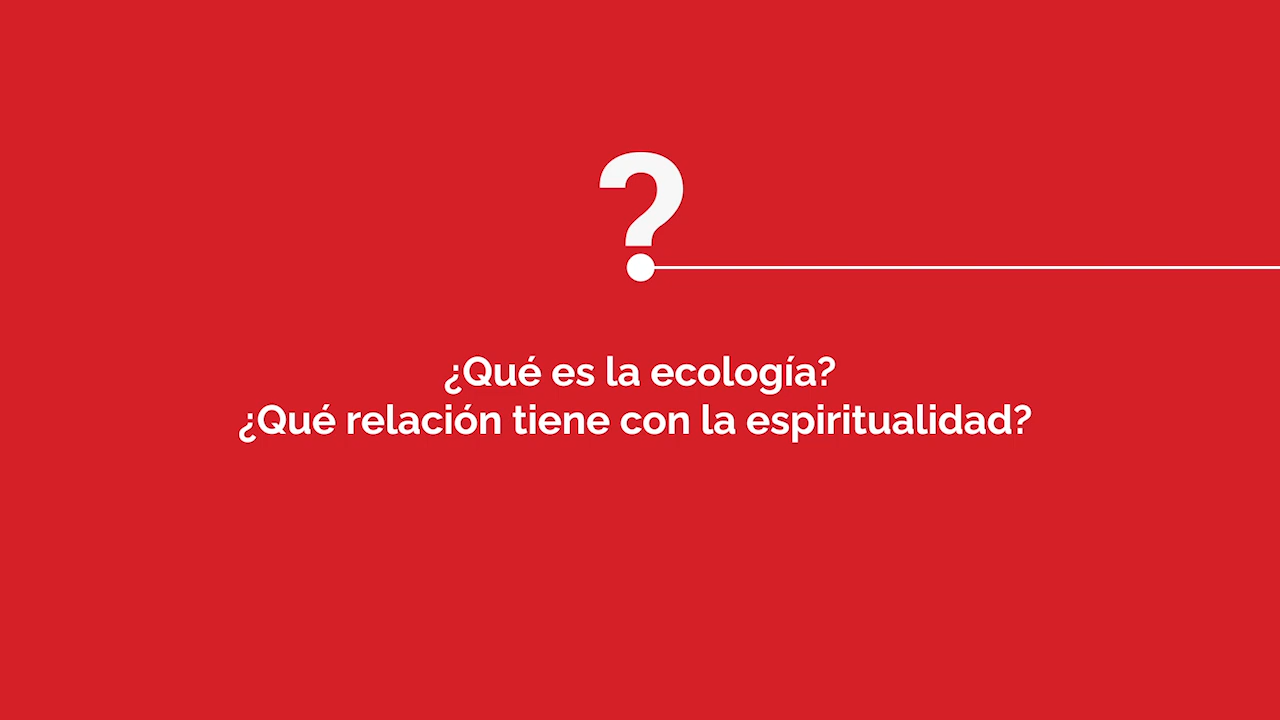 ?
¿Qué es la ecología?
¿Qué relación tiene con la espiritualidad?